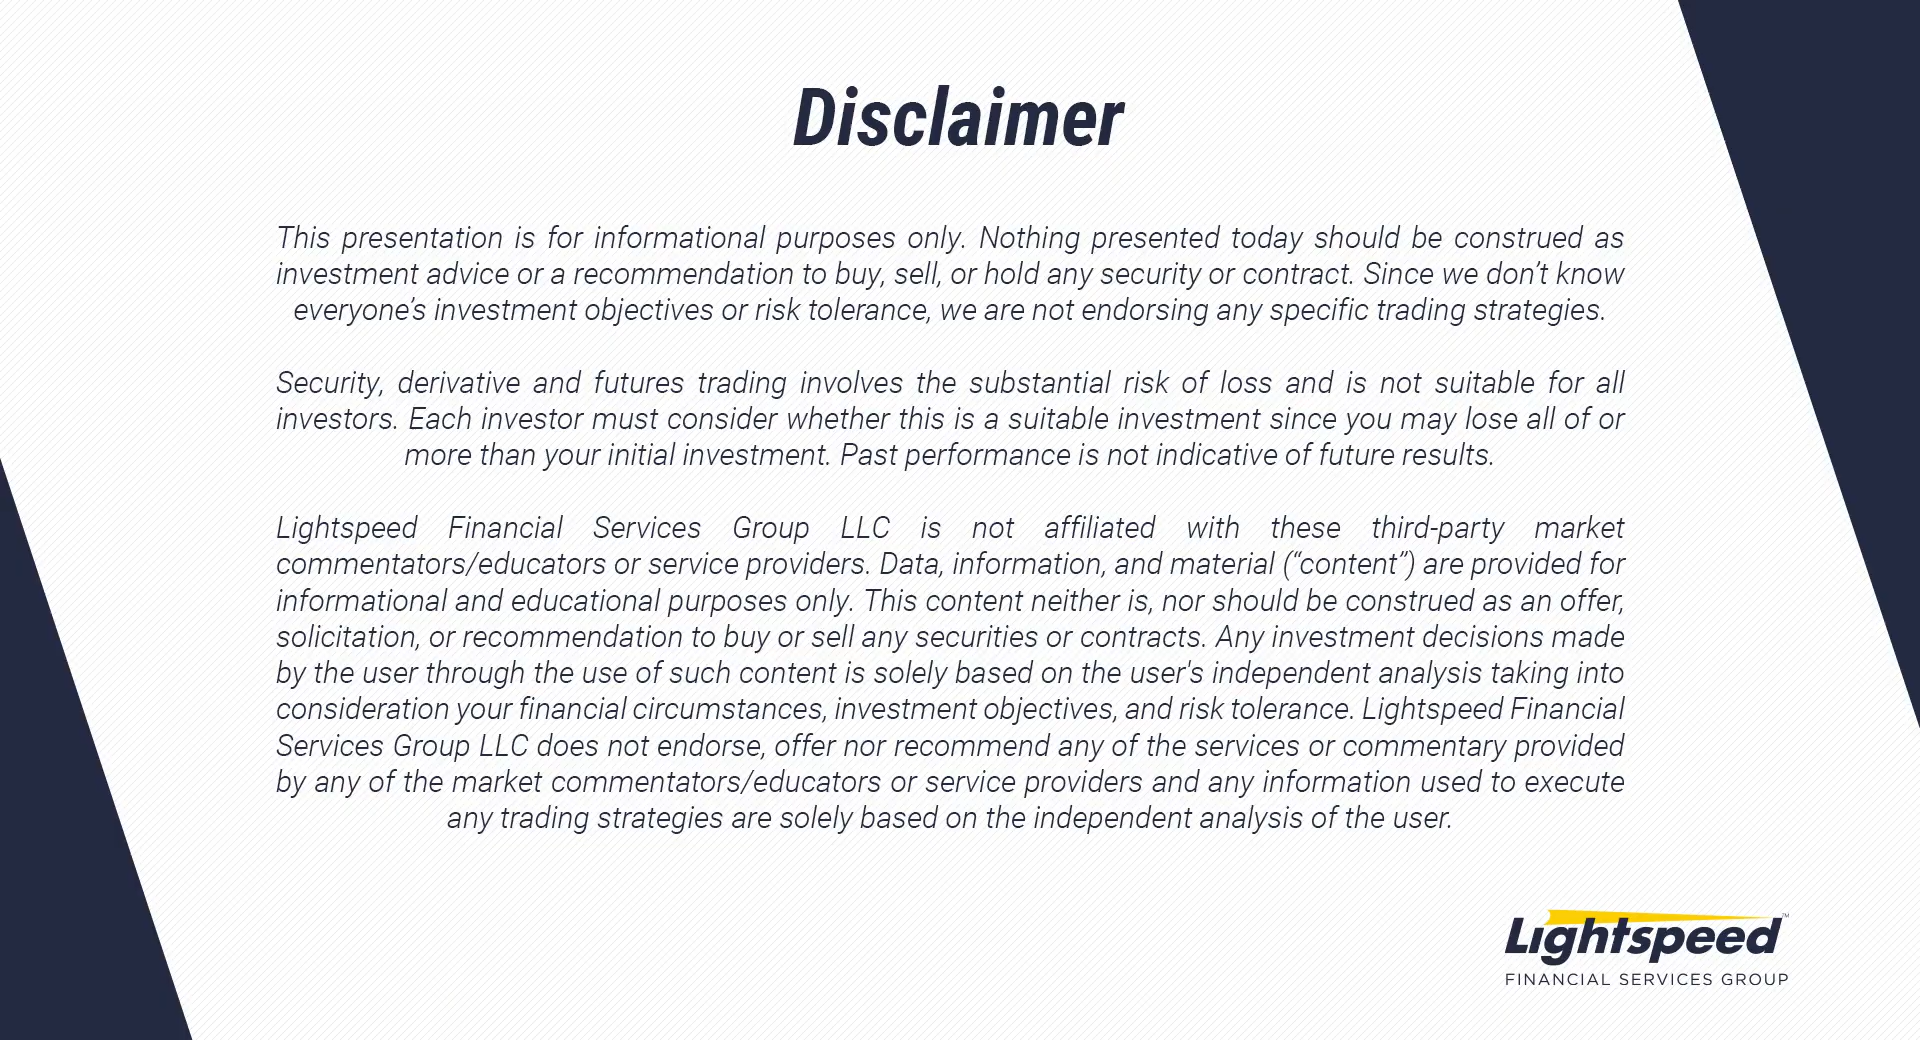 Disclaimer
This presentation is for informational purposes only. Nothing presented today should be construed as
investment advice or a recommendation to buy, sell, or hold any security or contract. Since we don’t know
everyone’s investment objectives or risk tolerance, we are not endorsing any specific trading strategies.
Security, derivative and futures trading involves the substantial risk of loss and is not suitable for all
investors. Each investor must consider whether this is a suitable investment since you may lose all of or
more than your initial investment. Past performance is not indicative of future results.
Lightspeed Financial Services Group LLC is not affiliated with these third-party market
commentators/educators or service providers. Data, information, and material (“content”) are provided for
informational and educational purposes only. This content neither is, nor should be construed as an offer,
solicitation, or recommendation to buy or sell any securities or contracts. Any investment decisions made
by the user through the use of such content is solely based on the user's independent analysis taking into
consideration your financial circumstances, investment objectives, and risk tolerance. Lightspeed Financial
Services Group LLC does not endorse, offer nor recommend any of the services or commentary provided
by any of the market commentators/educators or service providers and any information used to execute
any trading strategies are solely based on the independent analysis of the user.
Lightspeed™
FINANCIAL SERVICES GROUP